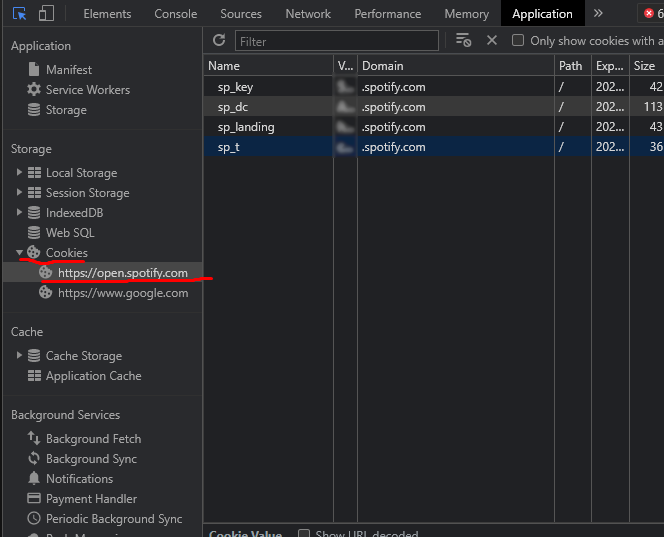 Elements Console Sources Network Performance Memory Application » 6
Application
Manifest
Service Workers
Storage
Storage
Local Storage
Session Storage
IndexedDB
Web SQL
Cookies
https://open.spotify.com
https://www.google.com
Cache
Cache Storage
Application Cache
Background Services
Background Fetch
Background Sync
Notifications
Payment Handler
Periodic Background Sync
Filter Only show cookies with a
Name V... Domain Path Exp... Size
sp_key .spotify.com / 202... 42
sp_dc .spotify.com / 202... 113
sp_landing .spotify.com / 202... 43
sp_t .spotify.com / 202... 36
Cookie Value Show URL decoded